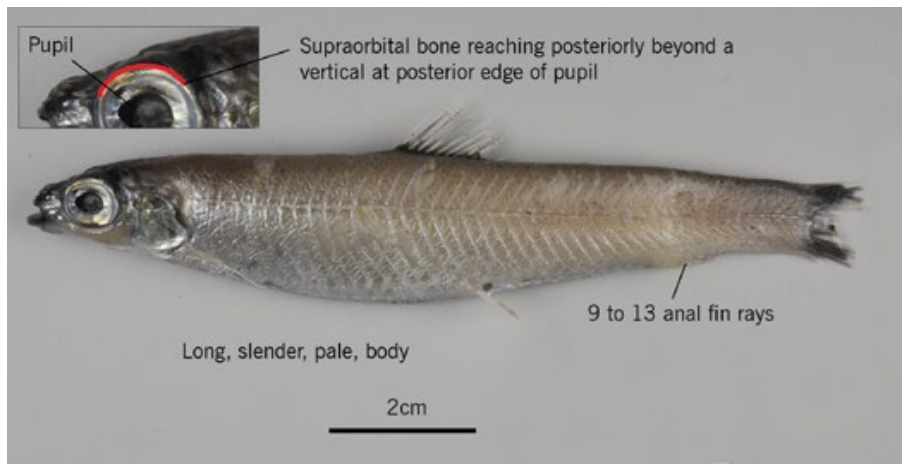 Pupil
Supraorbital bone reaching posteriorly beyond a
vertical at posterior edge of pupil
9 to 13 anal fin rays
Long, slender, pale, body
2cm